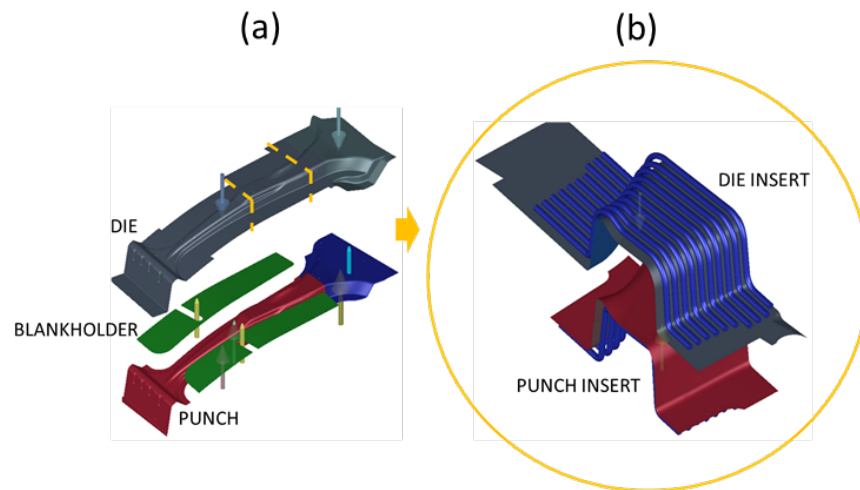 (a)
(b)
DIE
BLANKHOLDER
PUNCH
DIE INSERT
PUNCH INSERT